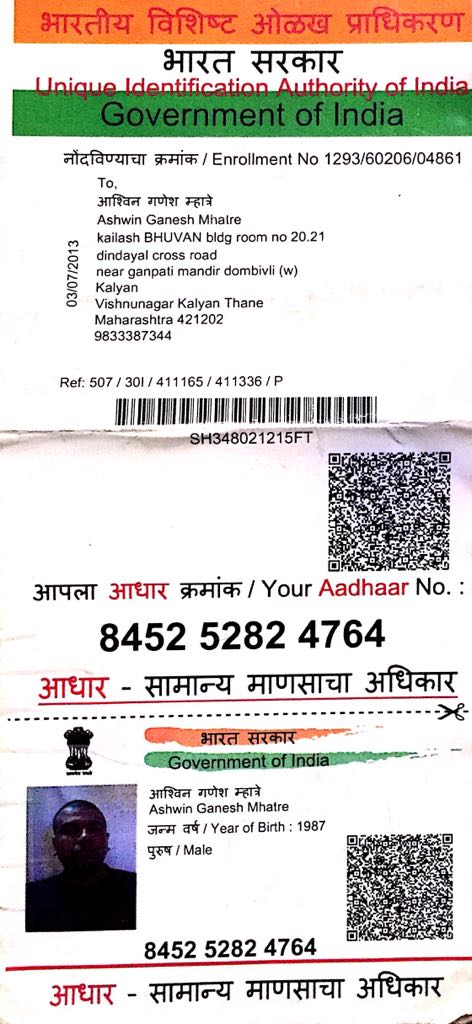 भारतीय विशिष्ट ओळख प्राधिकरण
भारत सरकार
Unique Identification Authority of India
Government of India
नोंदविण्याचा क्रमांक / Enrollment No 1293/60206/04861
To,
आश्विन गणेश म्हात्रे
Ashwin Ganesh Mhatre
kailash BHUVAN bldg room no 20.21
dindayal cross road
near ganpati mandir dombivli (w)
Kalyan
Vishnunagar Kalyan Thane
Maharashtra 421202
9833387344
03/07/2013
Ref: 507 / 30I / 411165 / 411336 / P
SH348021215FT
आपला आधार क्रमांक / Your Aadhaar No. :
8452 5282 4764
आधार - सामान्य माणसाचा अधिकार
भारत सरकार
Government of India
आश्विन गणेश म्हात्रे
Ashwin Ganesh Mhatre
जन्म वर्ष / Year of Birth : 1987
पुरुष / Male
8452 5282 4764
आधार - सामान्य माणसाचा अधिकार